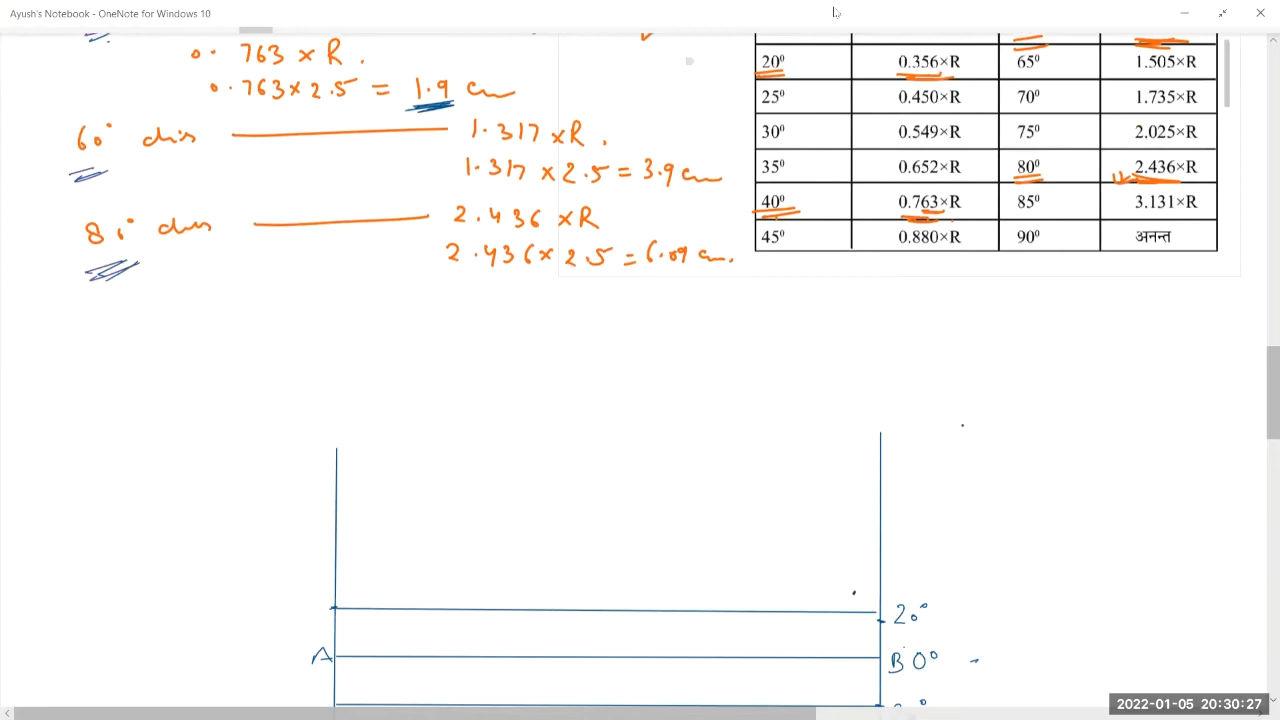 Ayush's Notebook - OneNote for Windows 10
0. 763 × R.
0.763 × 2.5 = 1.9 cm
60° dis 1.317 × R.
1.317 × 2.5 = 3.9 cm
80° dis 2.436 × R
2.436 × 2.5 = 6.09 cm.
20⁰ 0.356×R 65⁰ 1.505×R
25⁰ 0.450×R 70⁰ 1.735×R
30⁰ 0.549×R 75⁰ 2.025×R
35⁰ 0.652×R 80⁰ 2.436×R
40⁰ 0.763×R 85⁰ 3.131×R
45⁰ 0.880×R 90⁰ अनन्त
20°
A B 0°
2022-01-05 20:30:27